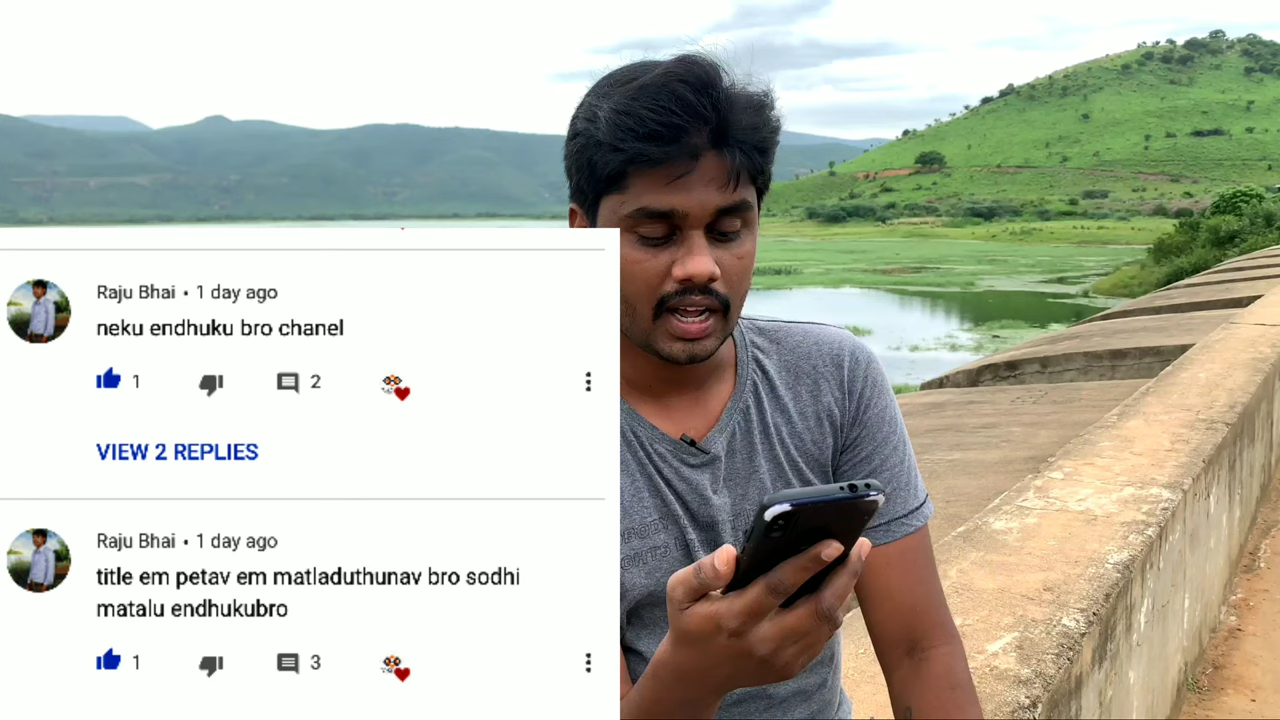 Raju Bhai • 1 day ago
neku endhuku bro chanel
1 2
VIEW 2 REPLIES
Raju Bhai • 1 day ago
title em petav em matladuthunav bro sodhi
matalu endhukubro
1 3